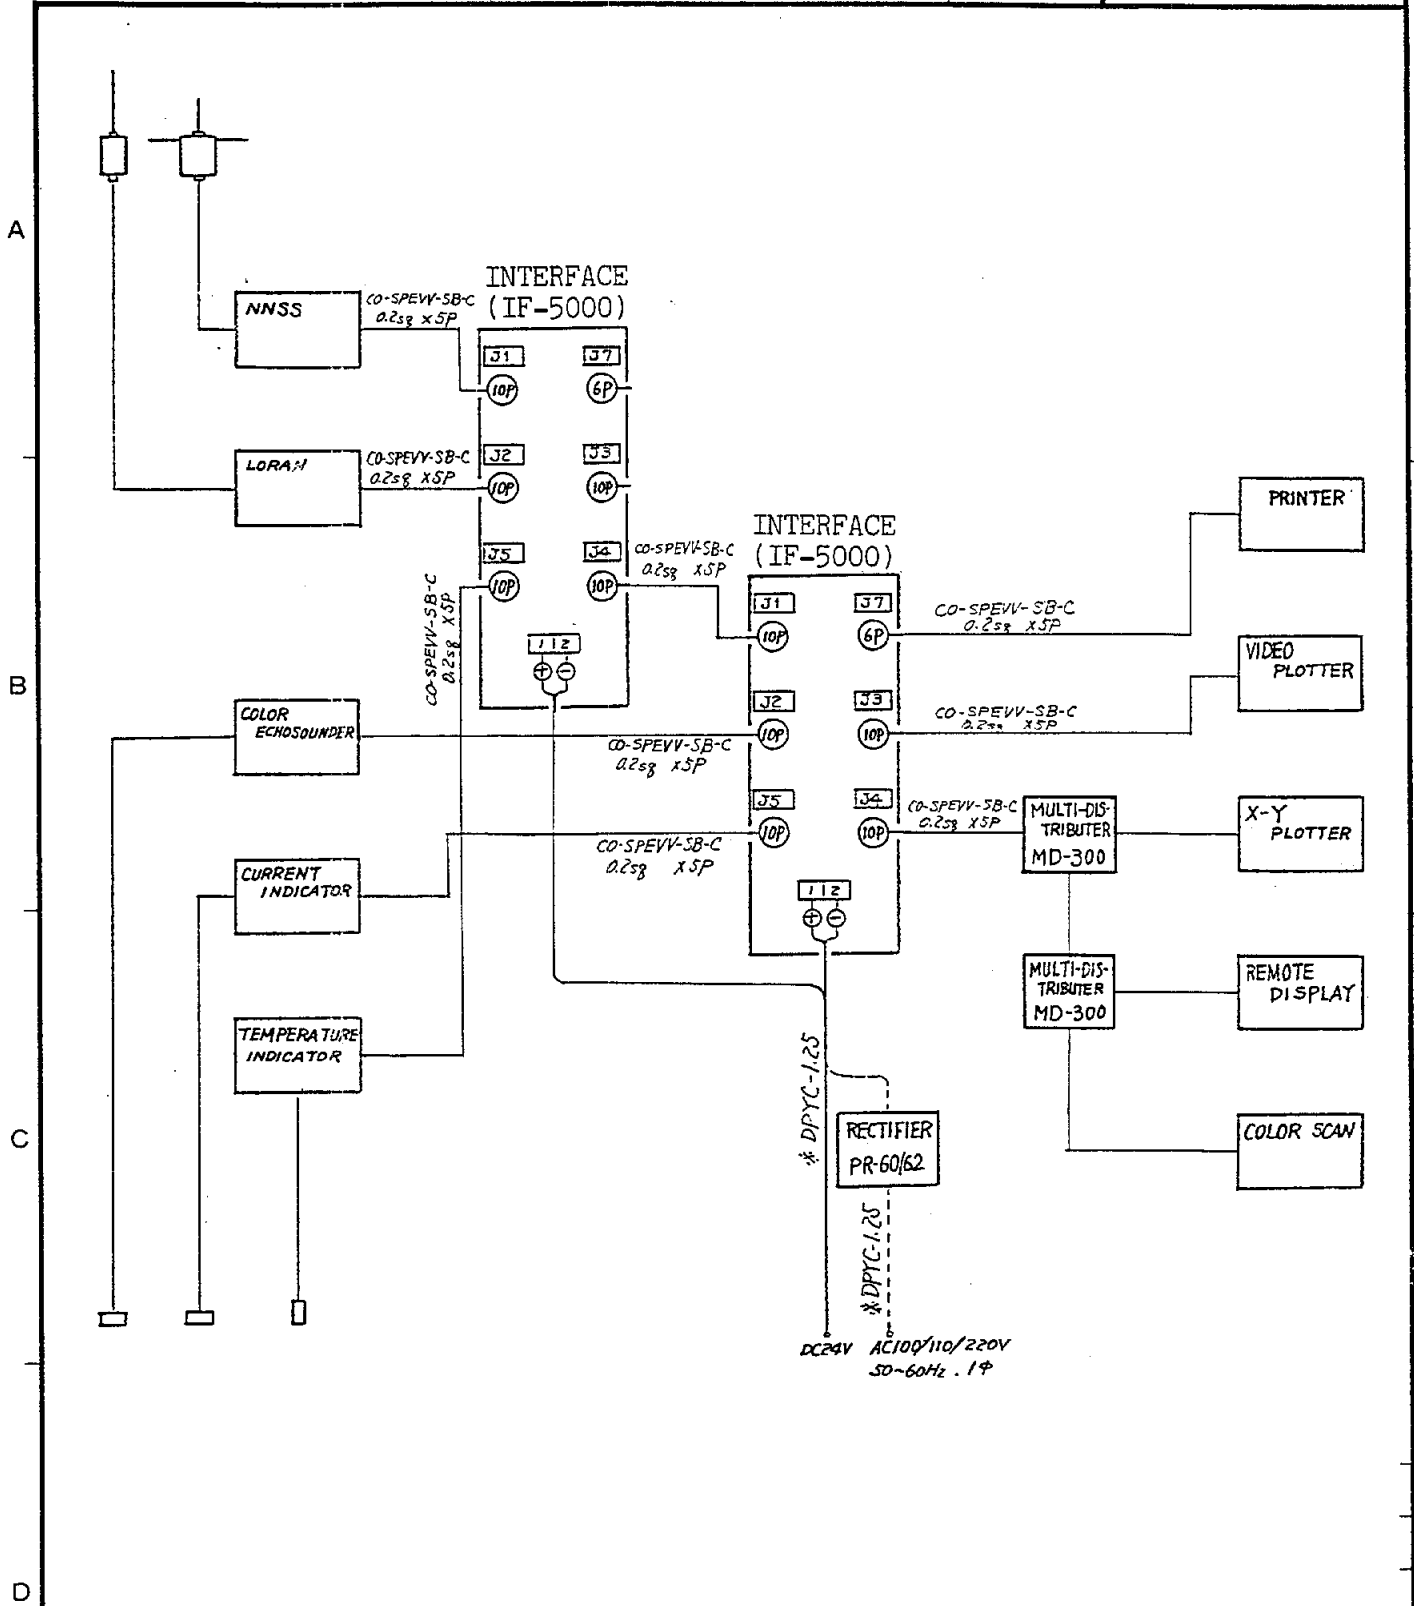 A
INTERFACE
(IF-5000)
NNSS
CO-SPEVV-SB-C
0.2sq x5P
J1
J7
10P
6P
LORAN
CO-SPEVV-SB-C
0.2sq x5P
J2
J3
10P
10P
J5
J4
10P
10P
CO-SPEVV-SB-C
0.2sq x5P
CO-SPEVV-SB-C
0.2sq x5P
1 2
+ -
INTERFACE
(IF-5000)
J1
J7
10P
6P
CO-SPEVV-SB-C
0.2sq x5P
PRINTER
B
COLOR
ECHOSOUNDER
CO-SPEVV-SB-C
0.2sq x5P
J2
J3
10P
10P
CO-SPEVV-SB-C
0.2sq x5P
VIDEO
PLOTTER
CURRENT
INDICATOR
CO-SPEVV-SB-C
0.2sq x5P
J5
J4
10P
10P
CO-SPEVV-SB-C
0.2sq x5P
MULTI-DIS-
TRIBUTER
MD-300
X-Y
PLOTTER
1 2
+ -
MULTI-DIS-
TRIBUTER
MD-300
REMOTE
DISPLAY
TEMPERATURE
INDICATOR
※DPYC-1.25
C
RECTIFIER
PR-60/62
COLOR SCAN
※DPYC-1.25
DC24V
AC100/110/220V
50~60Hz . 1Φ
D